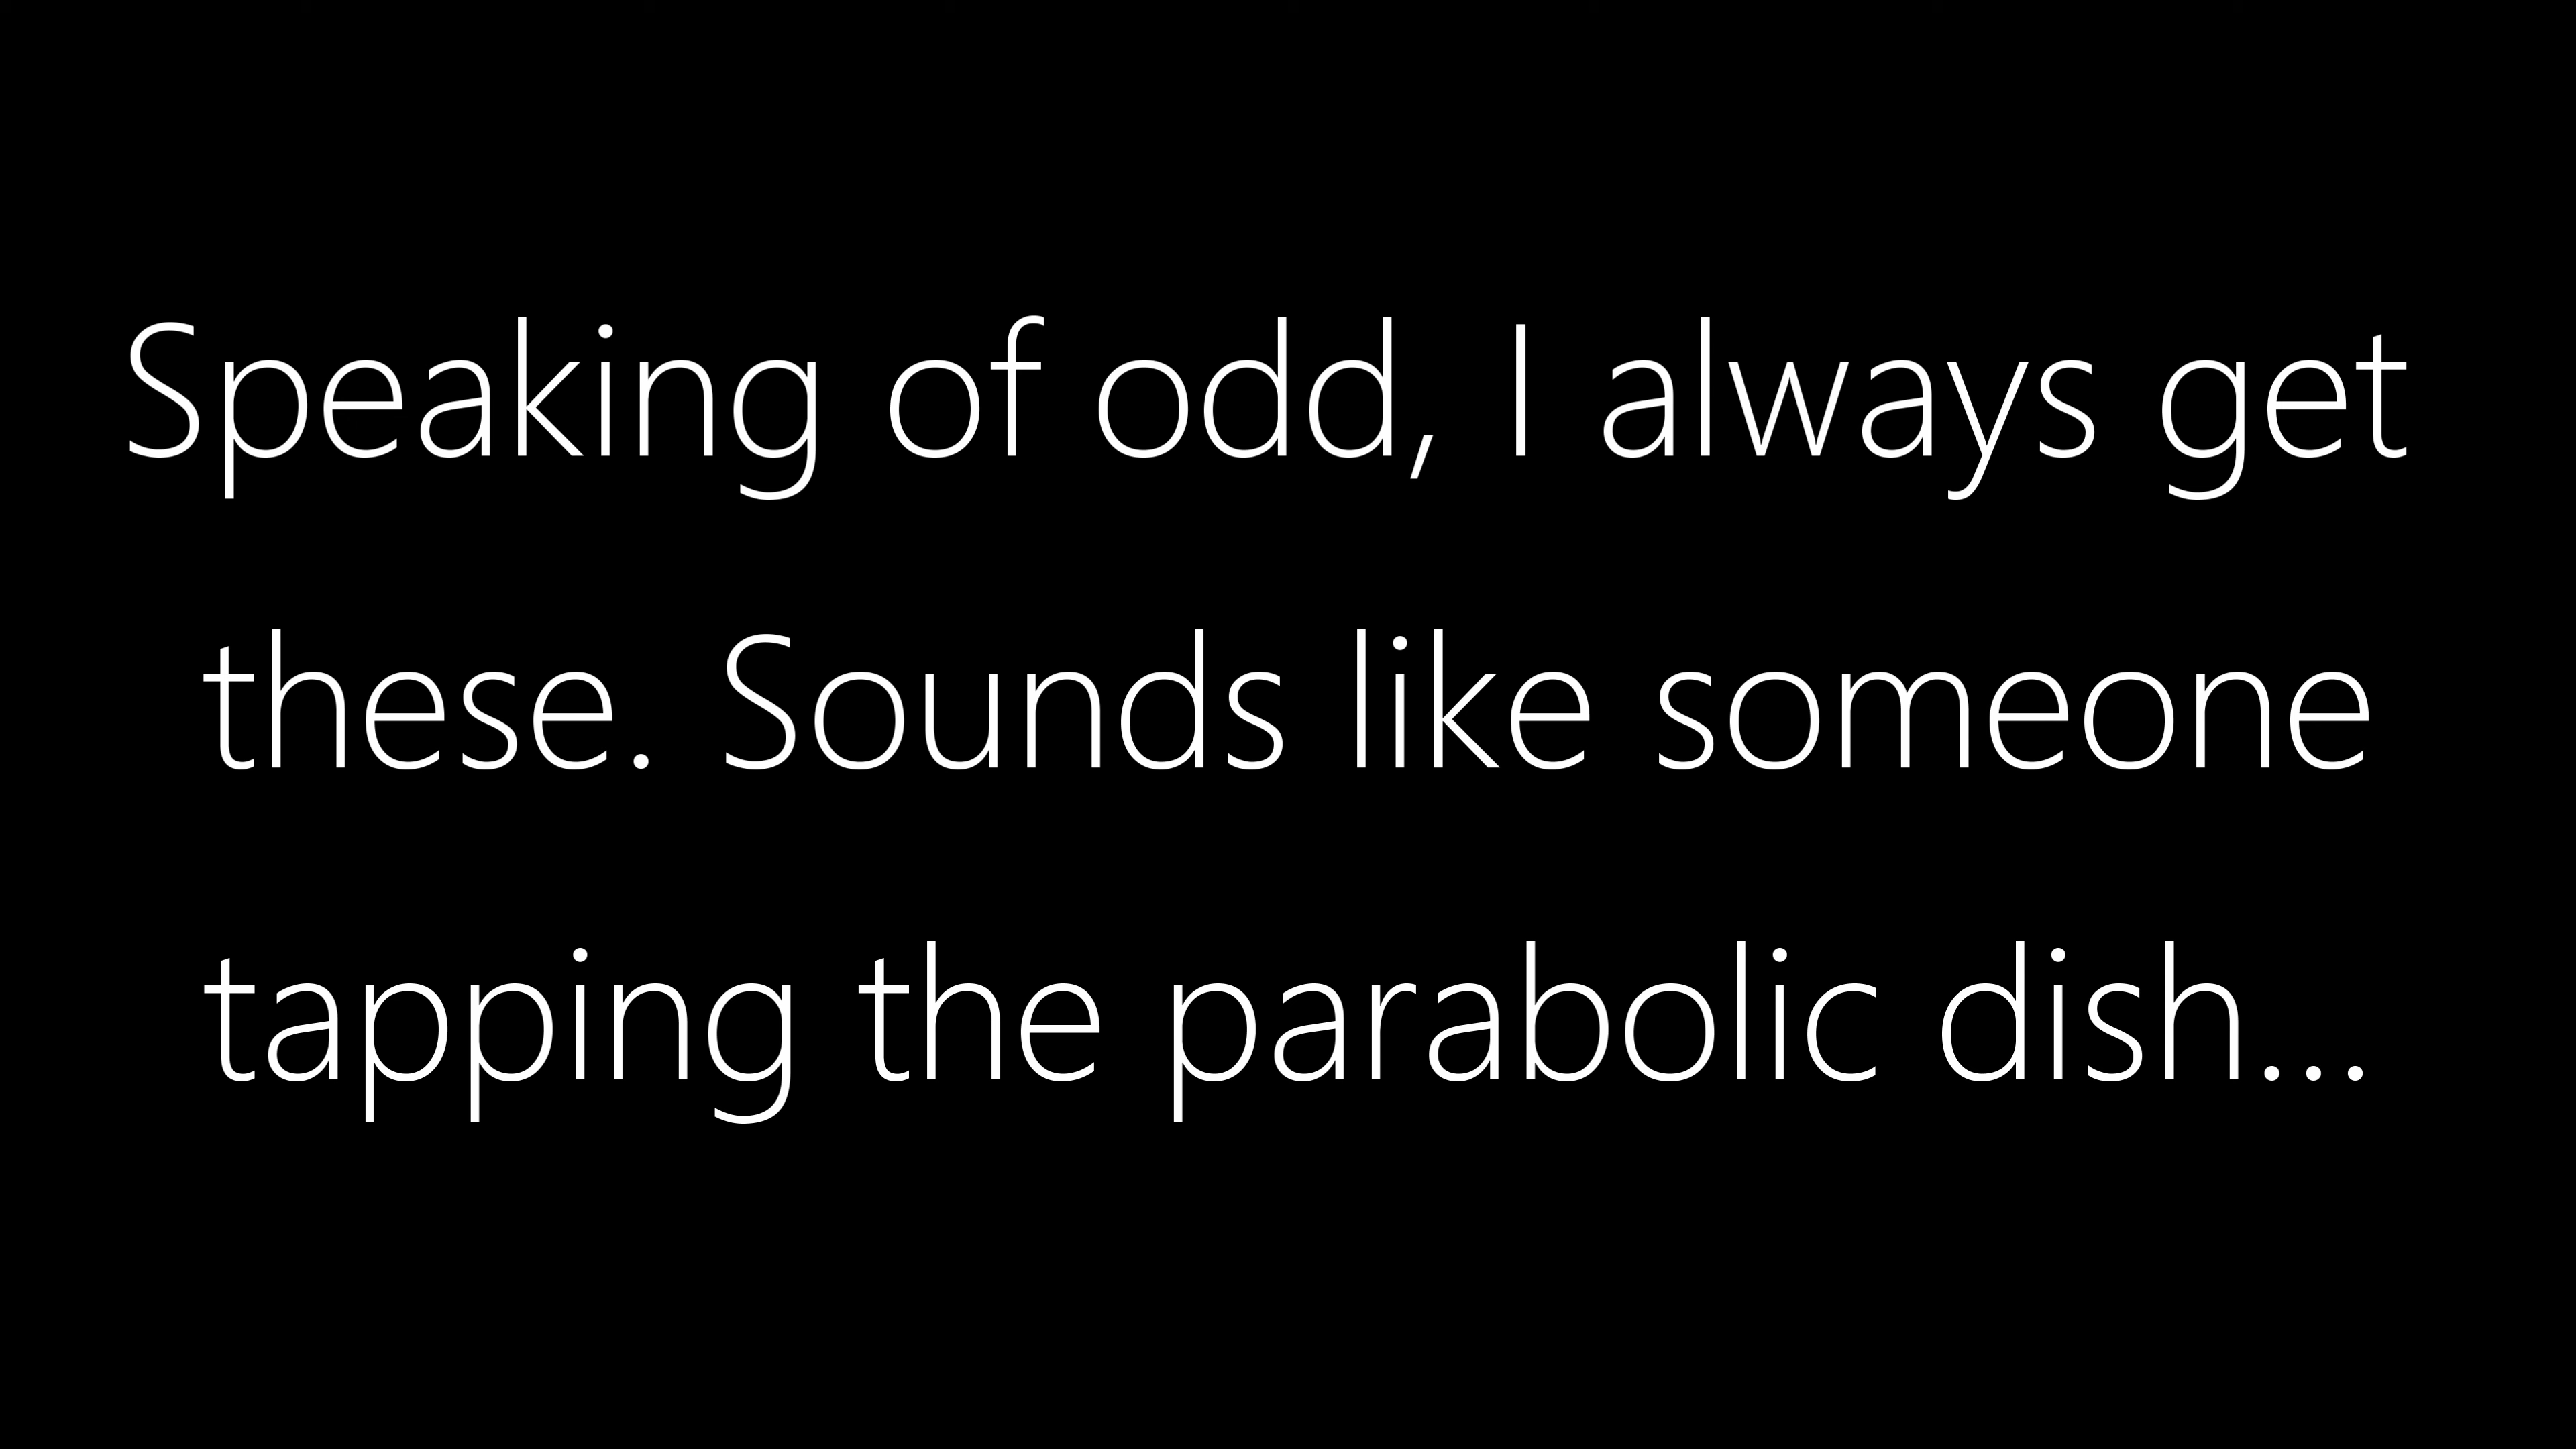 Speaking of odd, I always get
these. Sounds like someone
tapping the parabolic dish...